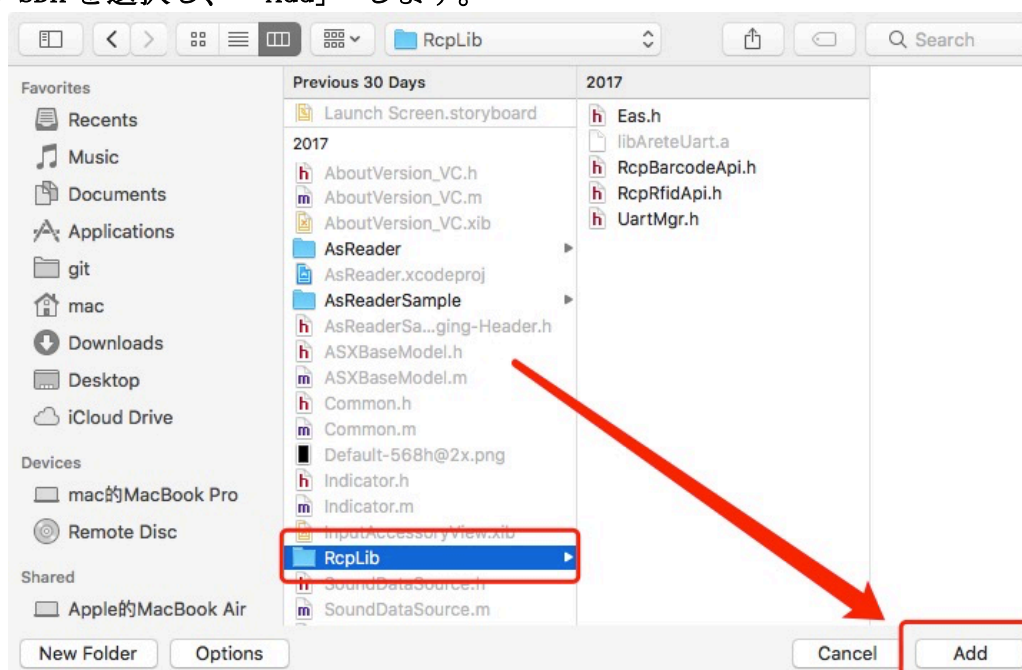 SDK を選択し、 「Add」 します。
RcpLib
Search
Favorites
Recents
Music
Documents
Applications
git
mac
Downloads
Desktop
iCloud Drive
Devices
mac的MacBook Pro
Remote Disc
Shared
Apple的MacBook Air
Previous 30 Days
Launch Screen.storyboard
2017
AboutVersion_VC.h
AboutVersion_VC.m
AboutVersion_VC.xib
AsReader
AsReader.xcodeproj
AsReaderSample
AsReaderSa...ging-Header.h
ASXBaseModel.h
ASXBaseModel.m
Common.h
Common.m
Default-568h@2x.png
Indicator.h
Indicator.m
InputAccessoryView.xib
RcpLib
SoundDataSource.h
SoundDataSource.m
2017
Eas.h
libAreteUart.a
RcpBarcodeApi.h
RcpRfidApi.h
UartMgr.h
New Folder
Options
Cancel
Add